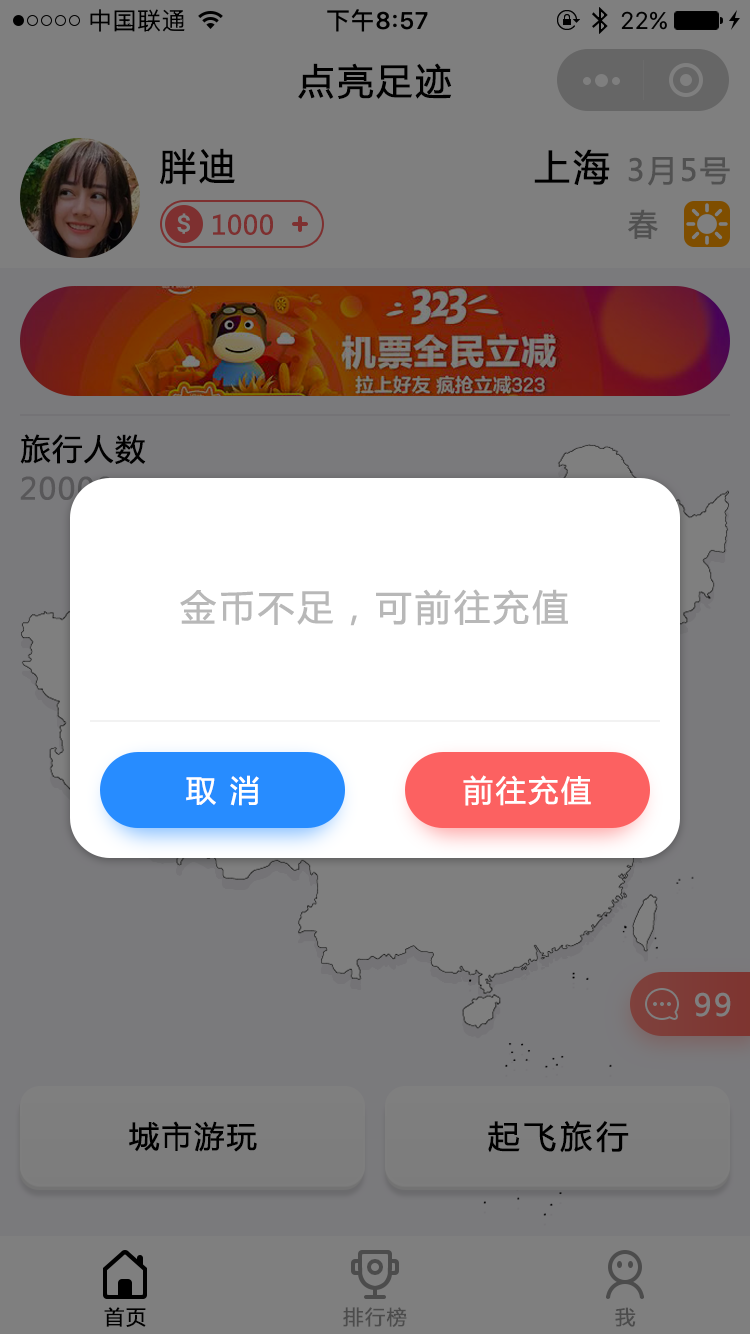 中国联通 下午8:57 22%
点亮足迹
胖迪 上海 3月5号
$ 1000 + 春
323
机票全民立减
拉上好友 疯抢立减323
旅行人数
2000
金币不足，可前往充值
取 消 前往充值
99
城市游玩 起飞旅行
首页 排行榜 我